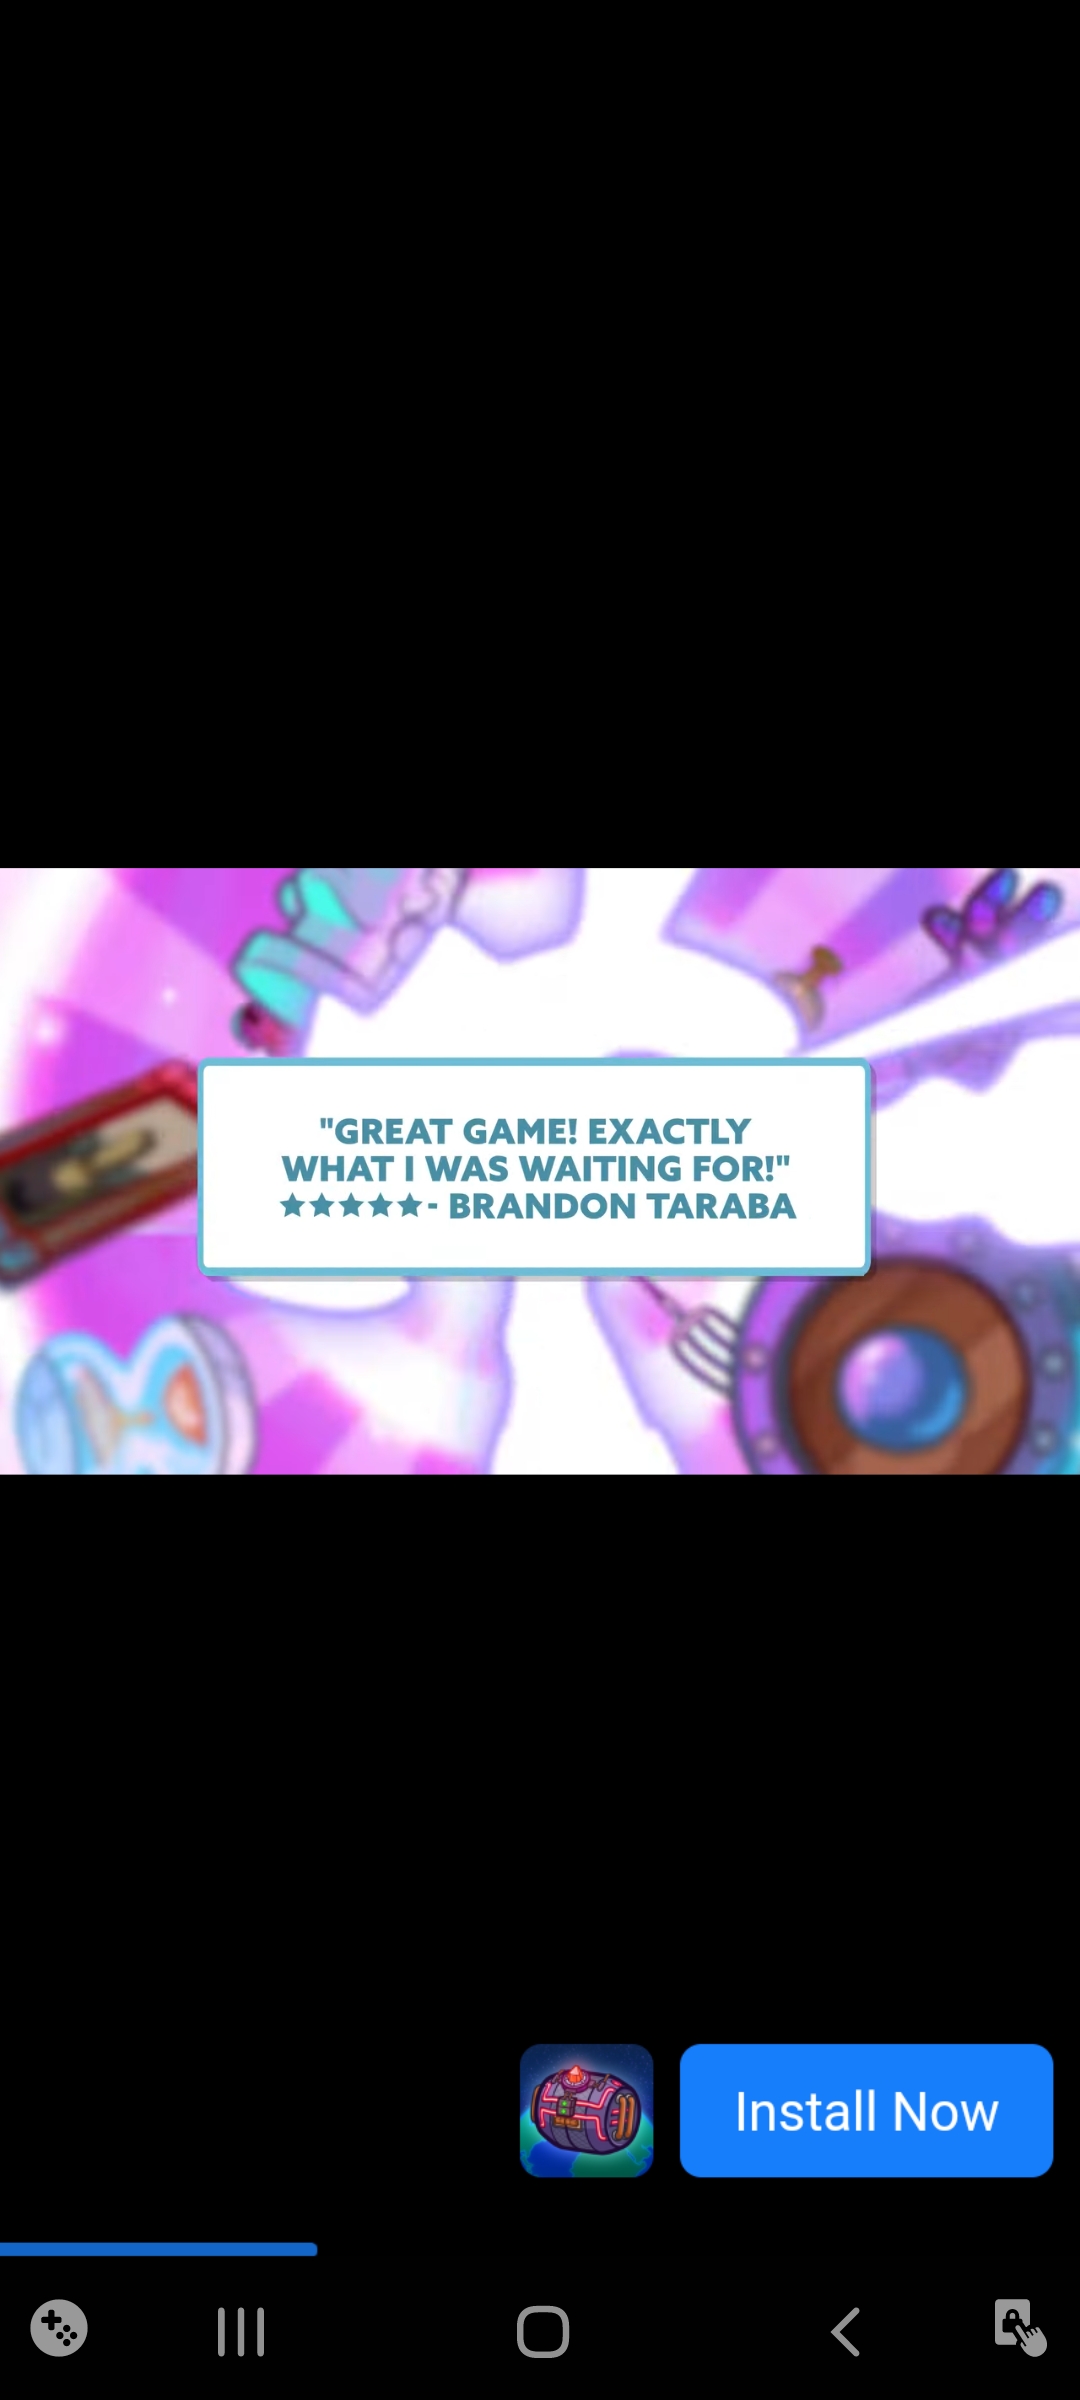 "GREAT GAME! EXACTLY
WHAT I WAS WAITING FOR!"
★★★★★- BRANDON TARABA
Install Now